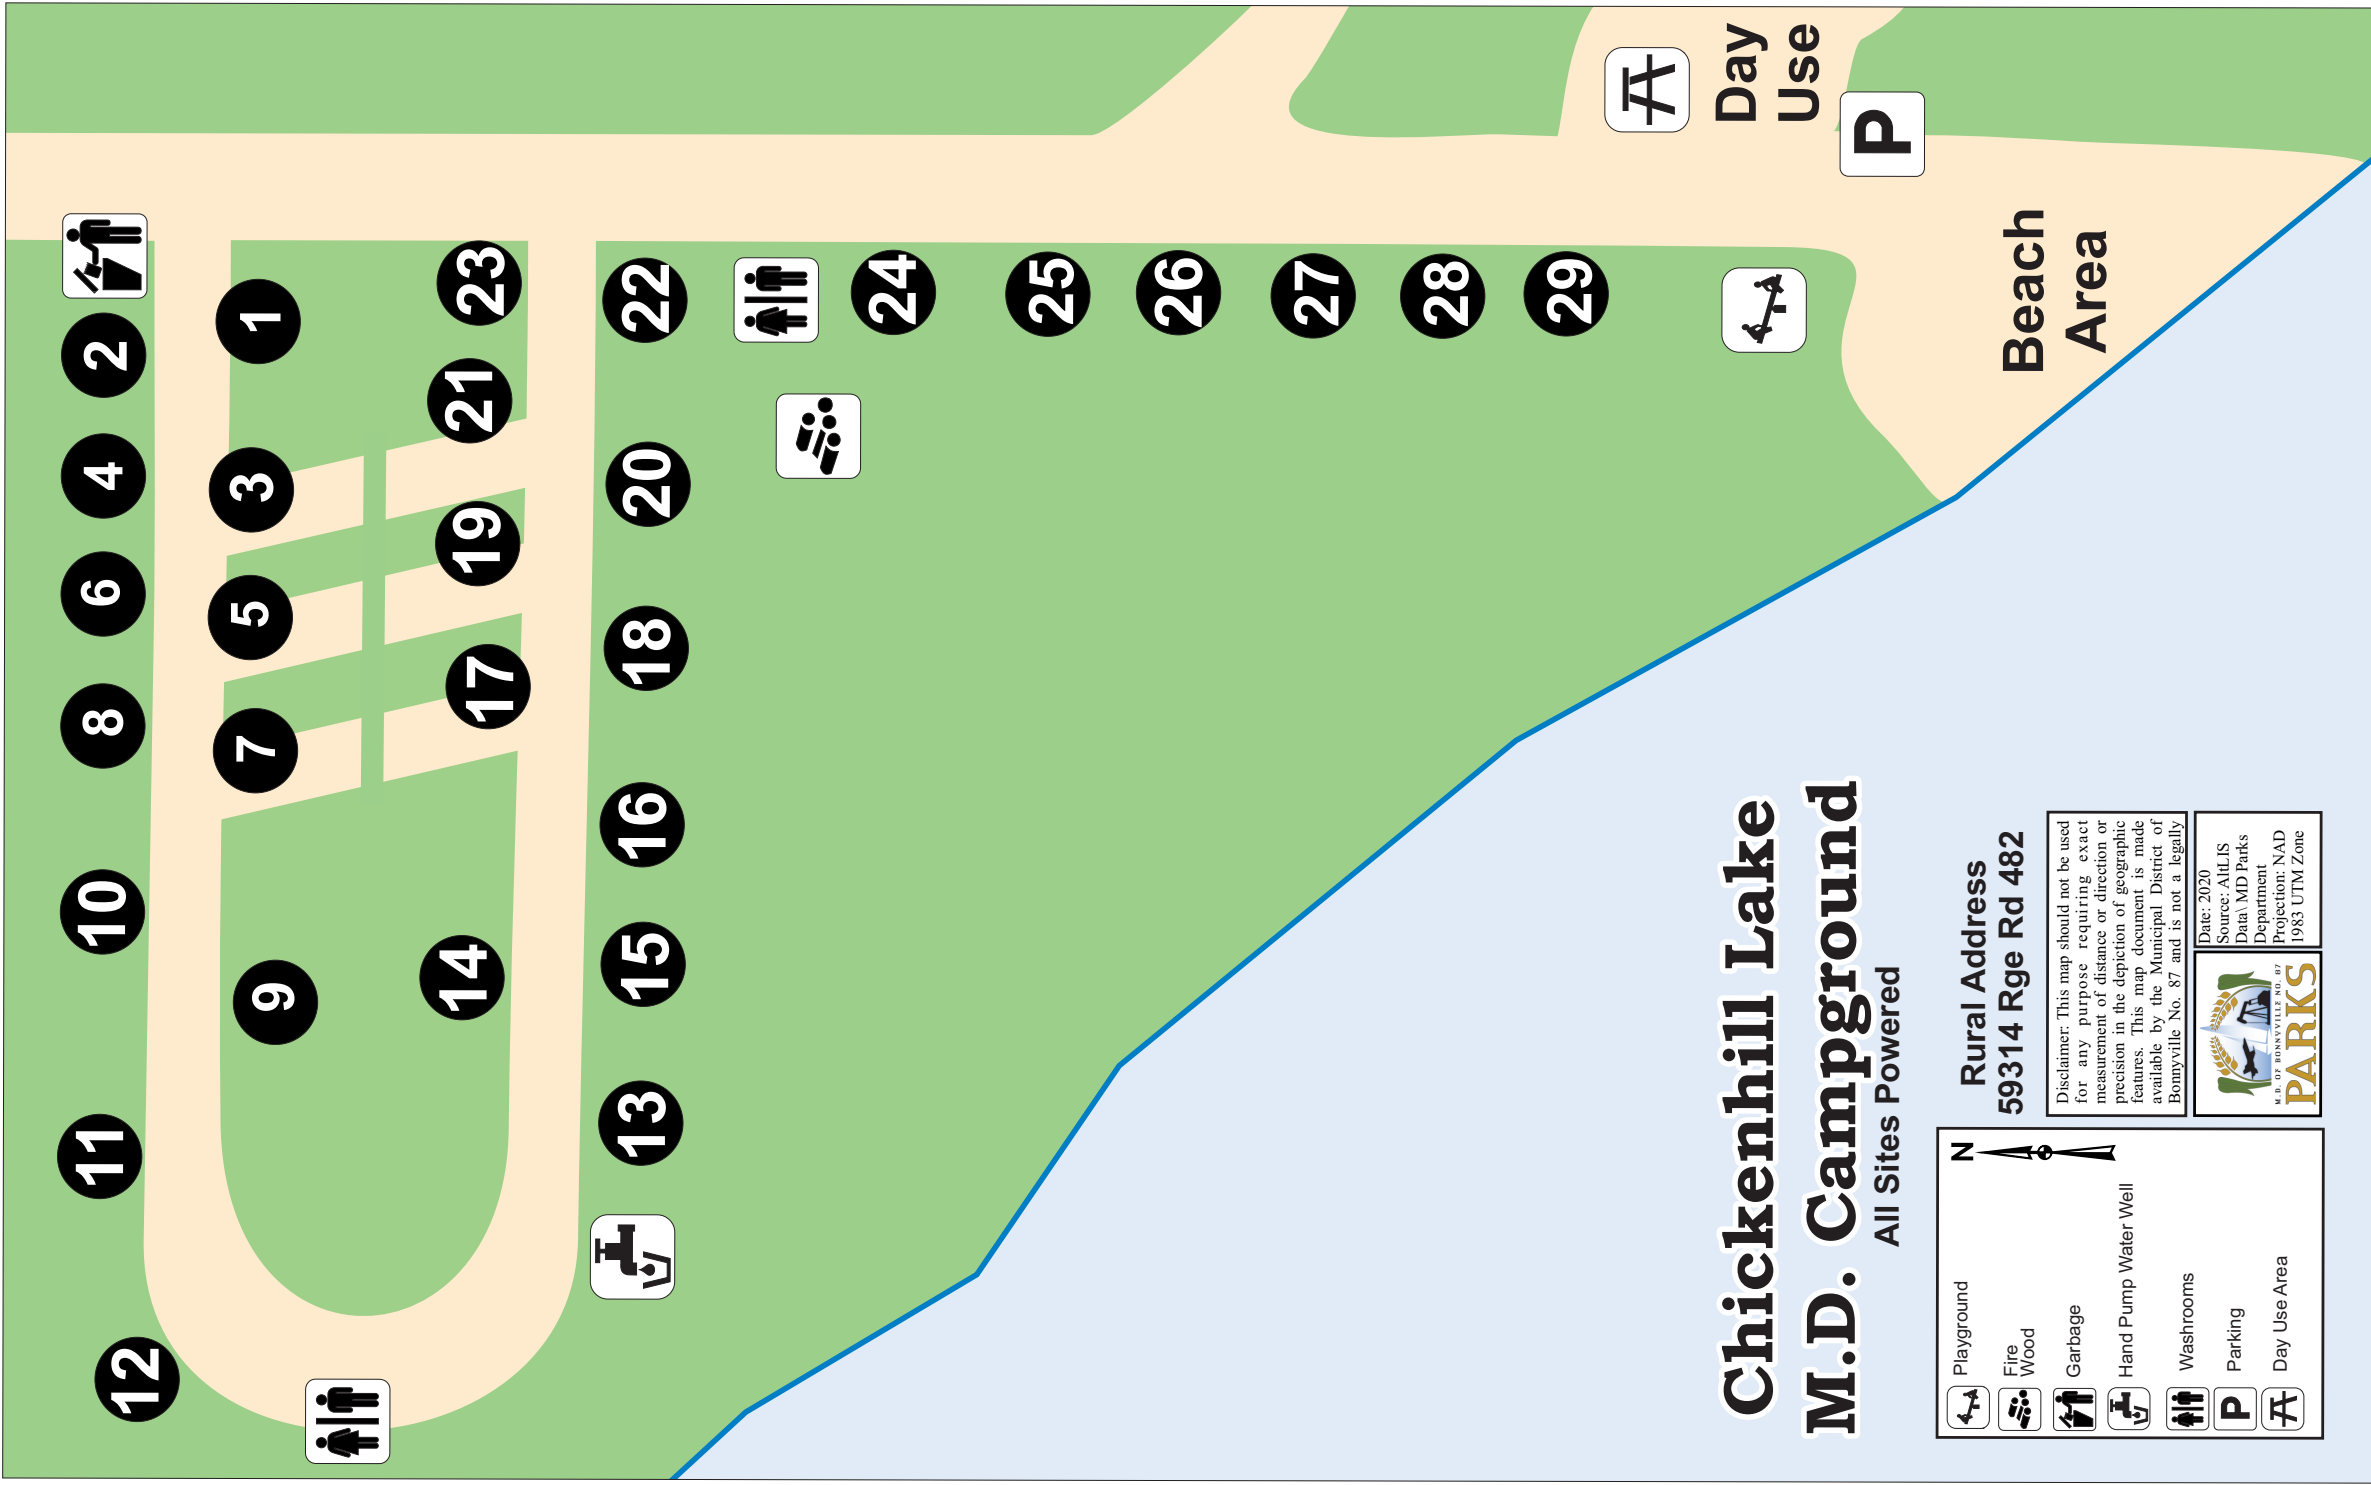 12
11
10
8
6
4
2
7
5
3
1
9
14
17
19
21
23
13
15
16
18
20
22
24
25
26
27
28
29
Day
Use
P
Beach
Area
Chickenhill Lake
M.D. Campground
All Sites Powered
Rural Address
59314 Rge Rd 482
Playground
Fire
Wood
Garbage
Hand Pump Water Well
Washrooms
P Parking
Day Use Area
N
Disclaimer: This map should not be used
for any purpose requiring exact
measurement of distance or direction or
precision in the depiction of geographic
features. This map document is made
available by the Municipal District of
Bonnyville No. 87 and is not a legally
M.D. OF BONNYVILLE NO. 87
PARKS
Date: 2020
Source: AltLIS
Data\ MD Parks
Department
Projection: NAD
1983 UTM Zone